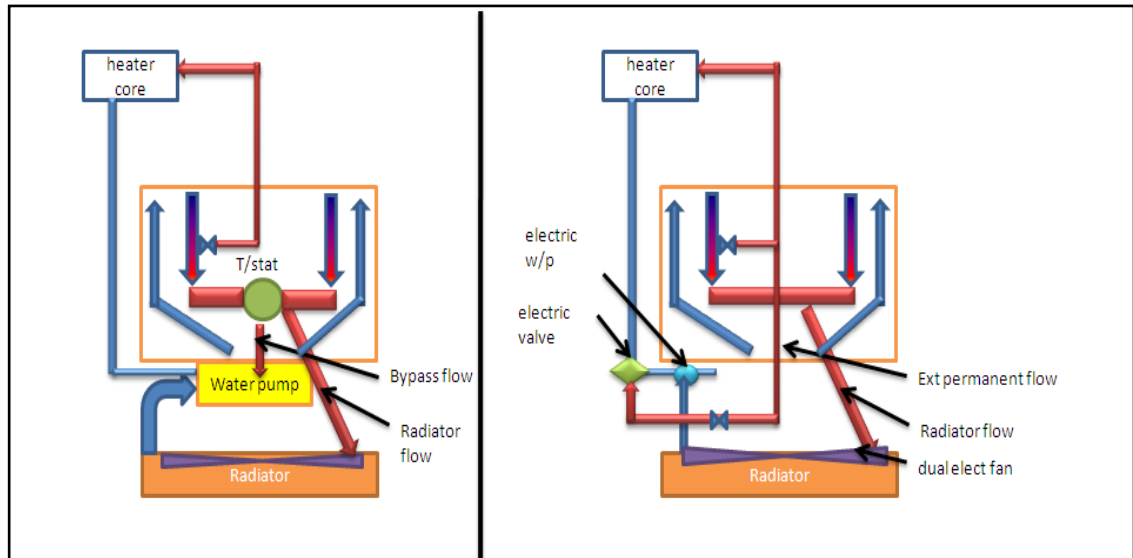 heater
core
T/stat
Water pump
Bypass flow
Radiator
flow
Radiator
heater
core
electric
w/p
electric
valve
Ext permanent flow
Radiator flow
dual elect fan
Radiator